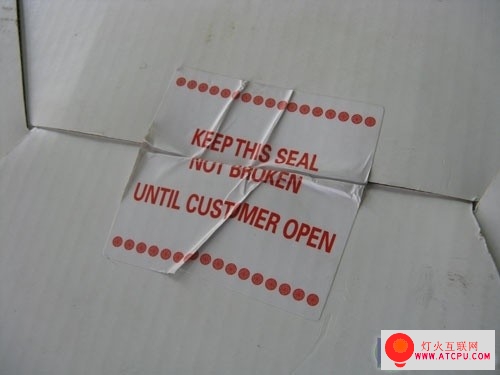 KEEP THIS SEAL
NOT BROKEN
UNTIL CUSTOMER OPEN
灯火互联网
WWW.ATCPU.COM